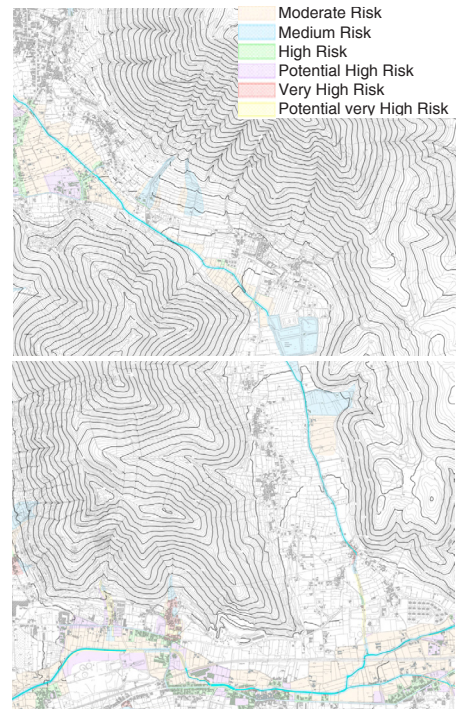 Moderate Risk
Medium Risk
High Risk
Potential High Risk
Very High Risk
Potential very High Risk